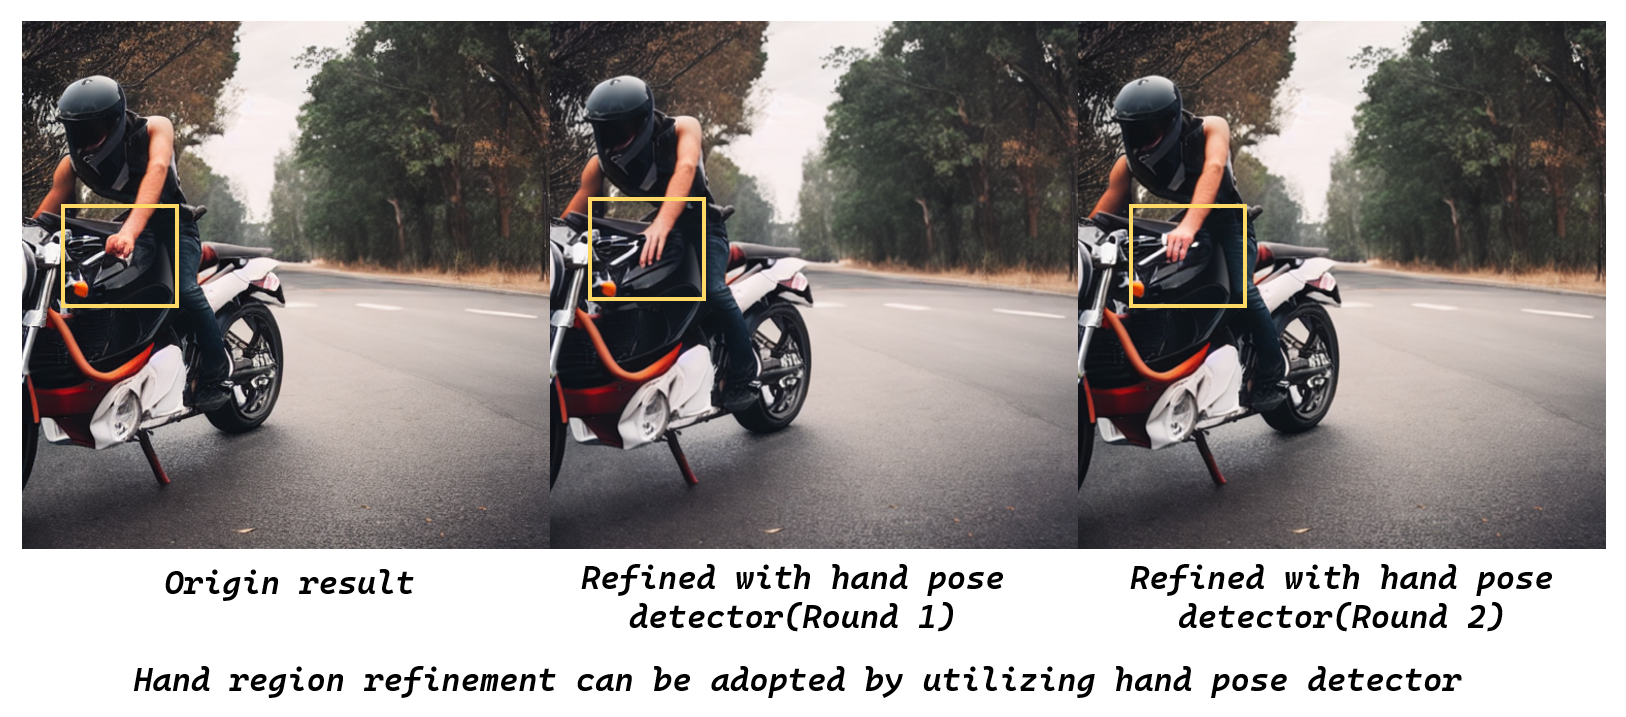 Origin result
Refined with hand pose
detector(Round 1)
Refined with hand pose
detector(Round 2)
Hand region refinement can be adopted by utilizing hand pose detector